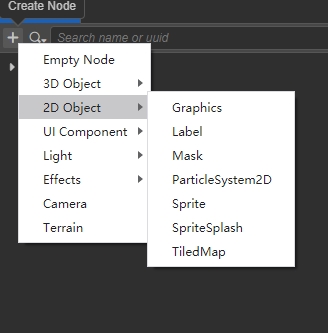 Create Node
Search name or uuid
Empty Node
3D Object
2D Object
UI Component
Light
Effects
Camera
Terrain
Graphics
Label
Mask
ParticleSystem2D
Sprite
SpriteSplash
TiledMap